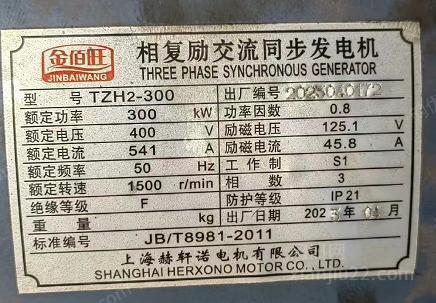 金佰旺
JINBAIWANG
相复励交流同步发电机
THREE PHASE SYNCHRONOUS GENERATOR
型 号 TZH2-300 出厂编号
额定功率 300 kW 功率因数 0.8
额定电压 400 V 励磁电压 125.1 V
额定电流 541 A 励磁电流 45.8 A
额定频率 50 Hz 工作制 S1
额定转速 1500 r/min 相数 3
绝缘等级 F 防护等级 IP21
重量 kg 出厂日期 2023年 月
标准编号 JB/T8981-2011
上海赫轩诺电机有限公司
SHANGHAI HERXONO MOTOR CO., LTD.